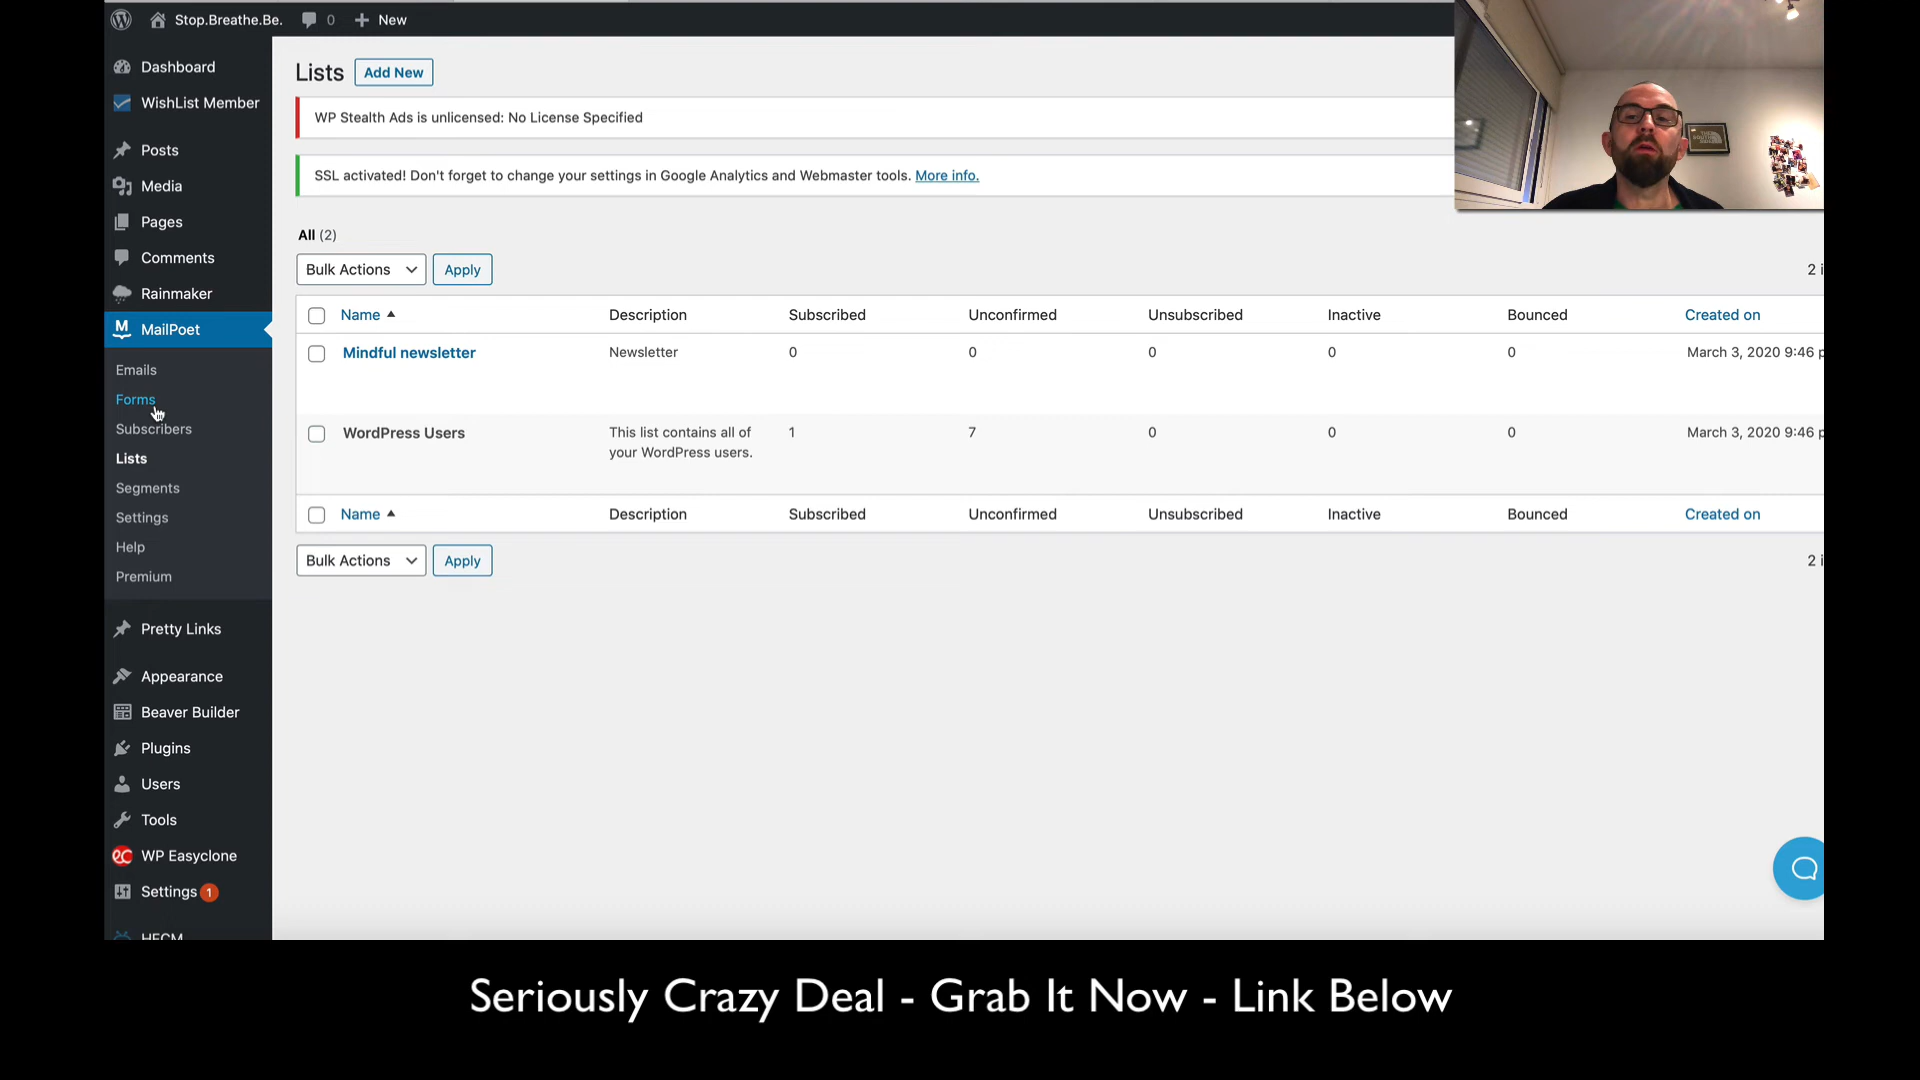 Stop.Breathe.Be. 0 New
Dashboard
WishList Member
Posts
Media
Pages
Comments
Rainmaker
MailPoet
Emails
Forms
Subscribers
Lists
Segments
Settings
Help
Premium
Pretty Links
Appearance
Beaver Builder
Plugins
Users
Tools
WP Easyclone
Settings 1
Lists Add New
WP Stealth Ads is unlicensed: No License Specified
SSL activated! Don't forget to change your settings in Google Analytics and Webmaster tools. More info.
All (2)
Bulk Actions Apply 2 i
Name Description Subscribed Unconfirmed Unsubscribed Inactive Bounced Created on
Mindful newsletter Newsletter 0 0 0 0 0 March 3, 2020 9:46 p
WordPress Users This list contains all of 1 7 0 0 0 March 3, 2020 9:46 p
your WordPress users.
Name Description Subscribed Unconfirmed Unsubscribed Inactive Bounced Created on
Bulk Actions Apply 2 i
Seriously Crazy Deal - Grab It Now - Link Below